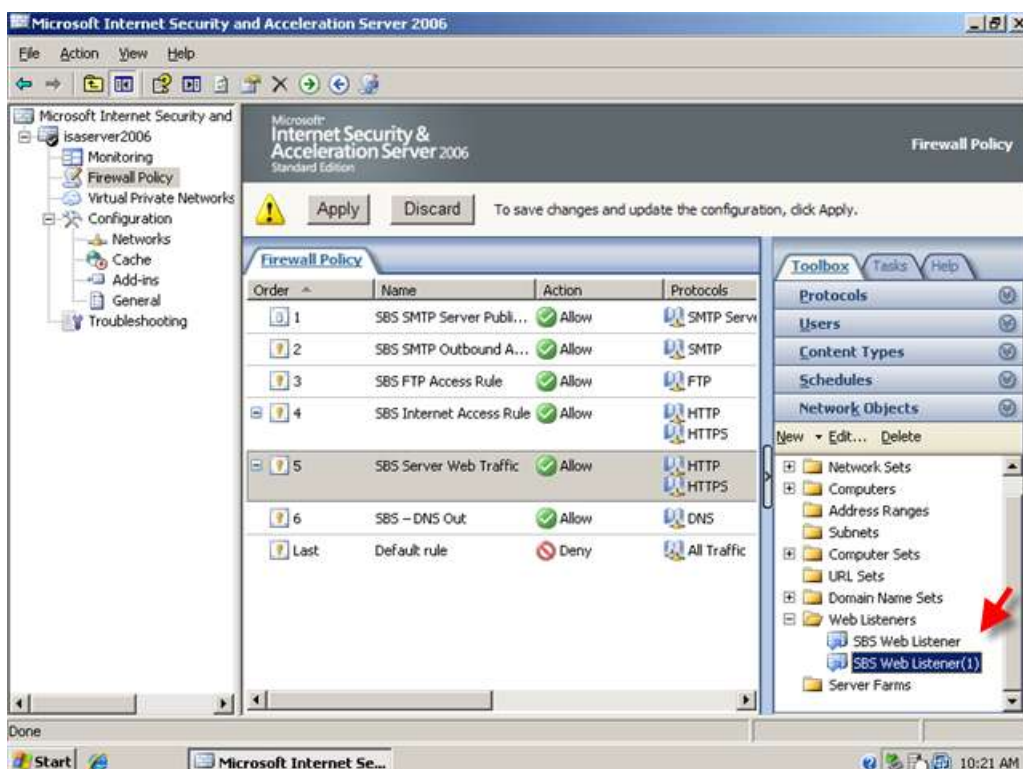 Microsoft Internet Security and Acceleration Server 2006
File Action View Help
Microsoft Internet Security and
isaserver2006
Monitoring
Firewall Policy
Virtual Private Networks
Configuration
Networks
Cache
Add-ins
General
Troubleshooting
Microsoft
Internet Security &
Acceleration Server 2006
Standard Edition
Firewall Policy
Apply Discard To save changes and update the configuration, click Apply.
Firewall Policy
Order Name Action Protocols
1 SBS SMTP Server Publi... Allow SMTP Serve
2 SBS SMTP Outbound A... Allow SMTP
3 SBS FTP Access Rule Allow FTP
4 SBS Internet Access Rule Allow HTTP
HTTPS
5 SBS Server Web Traffic Allow HTTP
HTTPS
6 SBS – DNS Out Allow DNS
Last Default rule Deny All Traffic
Toolbox Tasks Help
Protocols
Users
Content Types
Schedules
Network Objects
New Edit... Delete
Network Sets
Computers
Address Ranges
Subnets
Computer Sets
URL Sets
Domain Name Sets
Web Listeners
SBS Web Listener
SBS Web Listener(1)
Server Farms
Done
Start Microsoft Internet Se... 10:21 AM